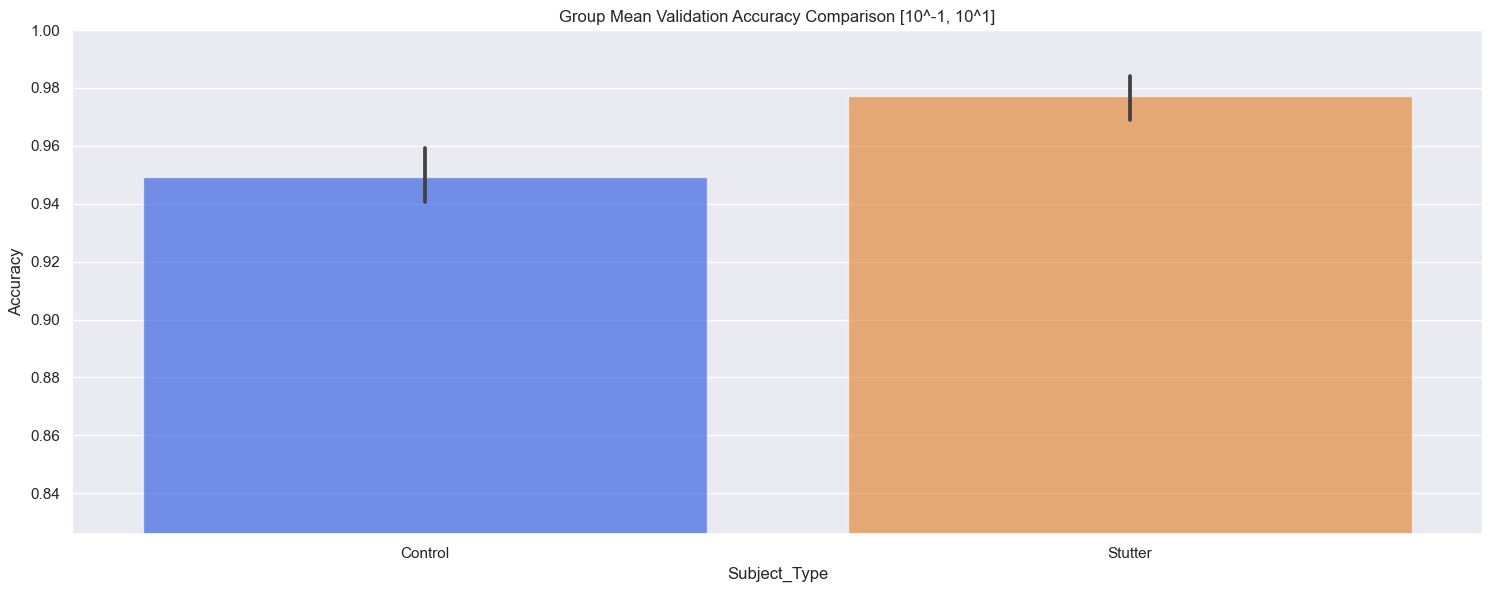 Group Mean Validation Accuracy Comparison [10^-1, 10^1]
1.00
0.98
0.96
0.94
0.92
0.90
0.88
0.86
0.84
Accuracy
Control
Stutter
Subject_Type